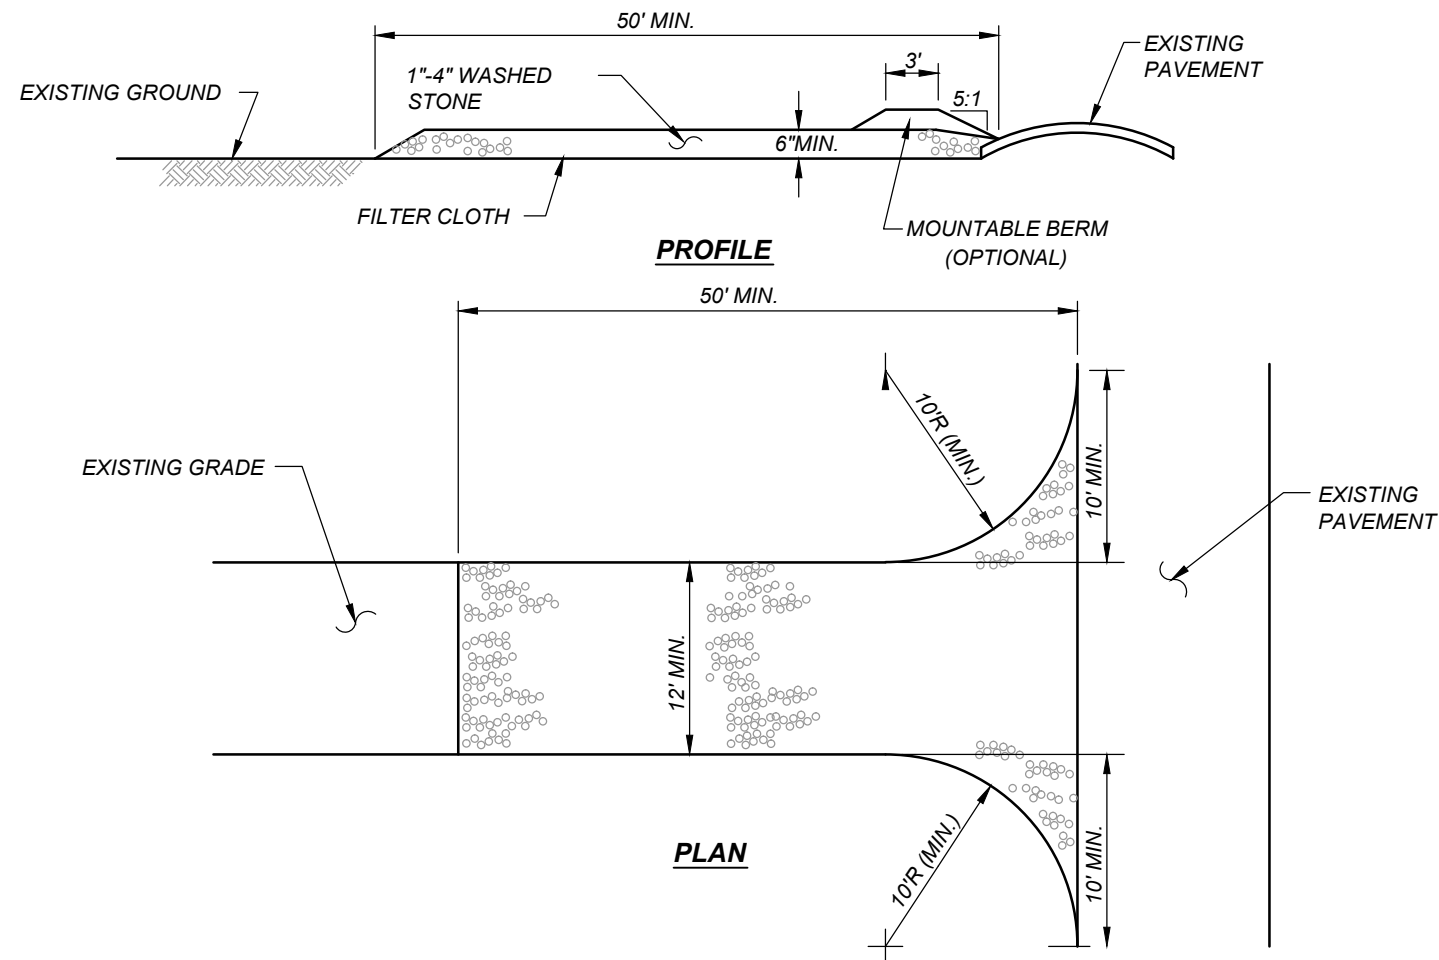 50' MIN.
EXISTING
PAVEMENT
3'
1"-4" WASHED
STONE
EXISTING GROUND
5:1
6"MIN.
FILTER CLOTH
MOUNTABLE BERM
(OPTIONAL)
PROFILE
50' MIN.
10'R (MIN.)
10' MIN.
EXISTING GRADE
EXISTING
PAVEMENT
12' MIN.
PLAN
10'R (MIN.)
10' MIN.